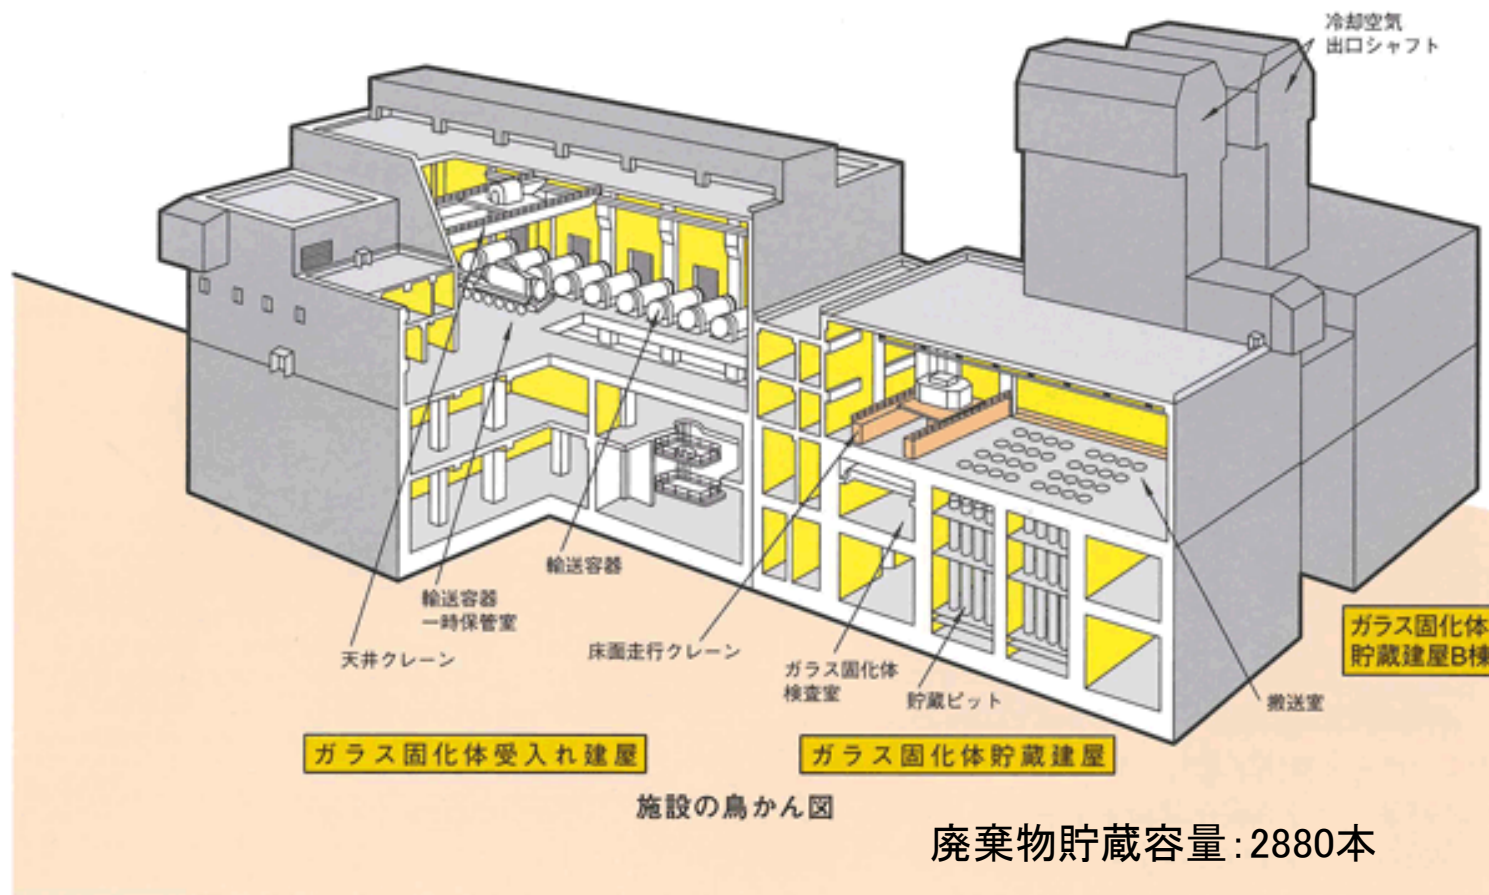 冷却空気
出口シャフト
輸送容器
輸送容器
一時保管室
天井クレーン
床面走行クレーン
ガラス固化体
検査室
貯蔵ピット
搬送室
ガラス固化体
貯蔵建屋B棟
ガラス固化体受入れ建屋
ガラス固化体貯蔵建屋
施設の鳥かん図
廃棄物貯蔵容量:2880本